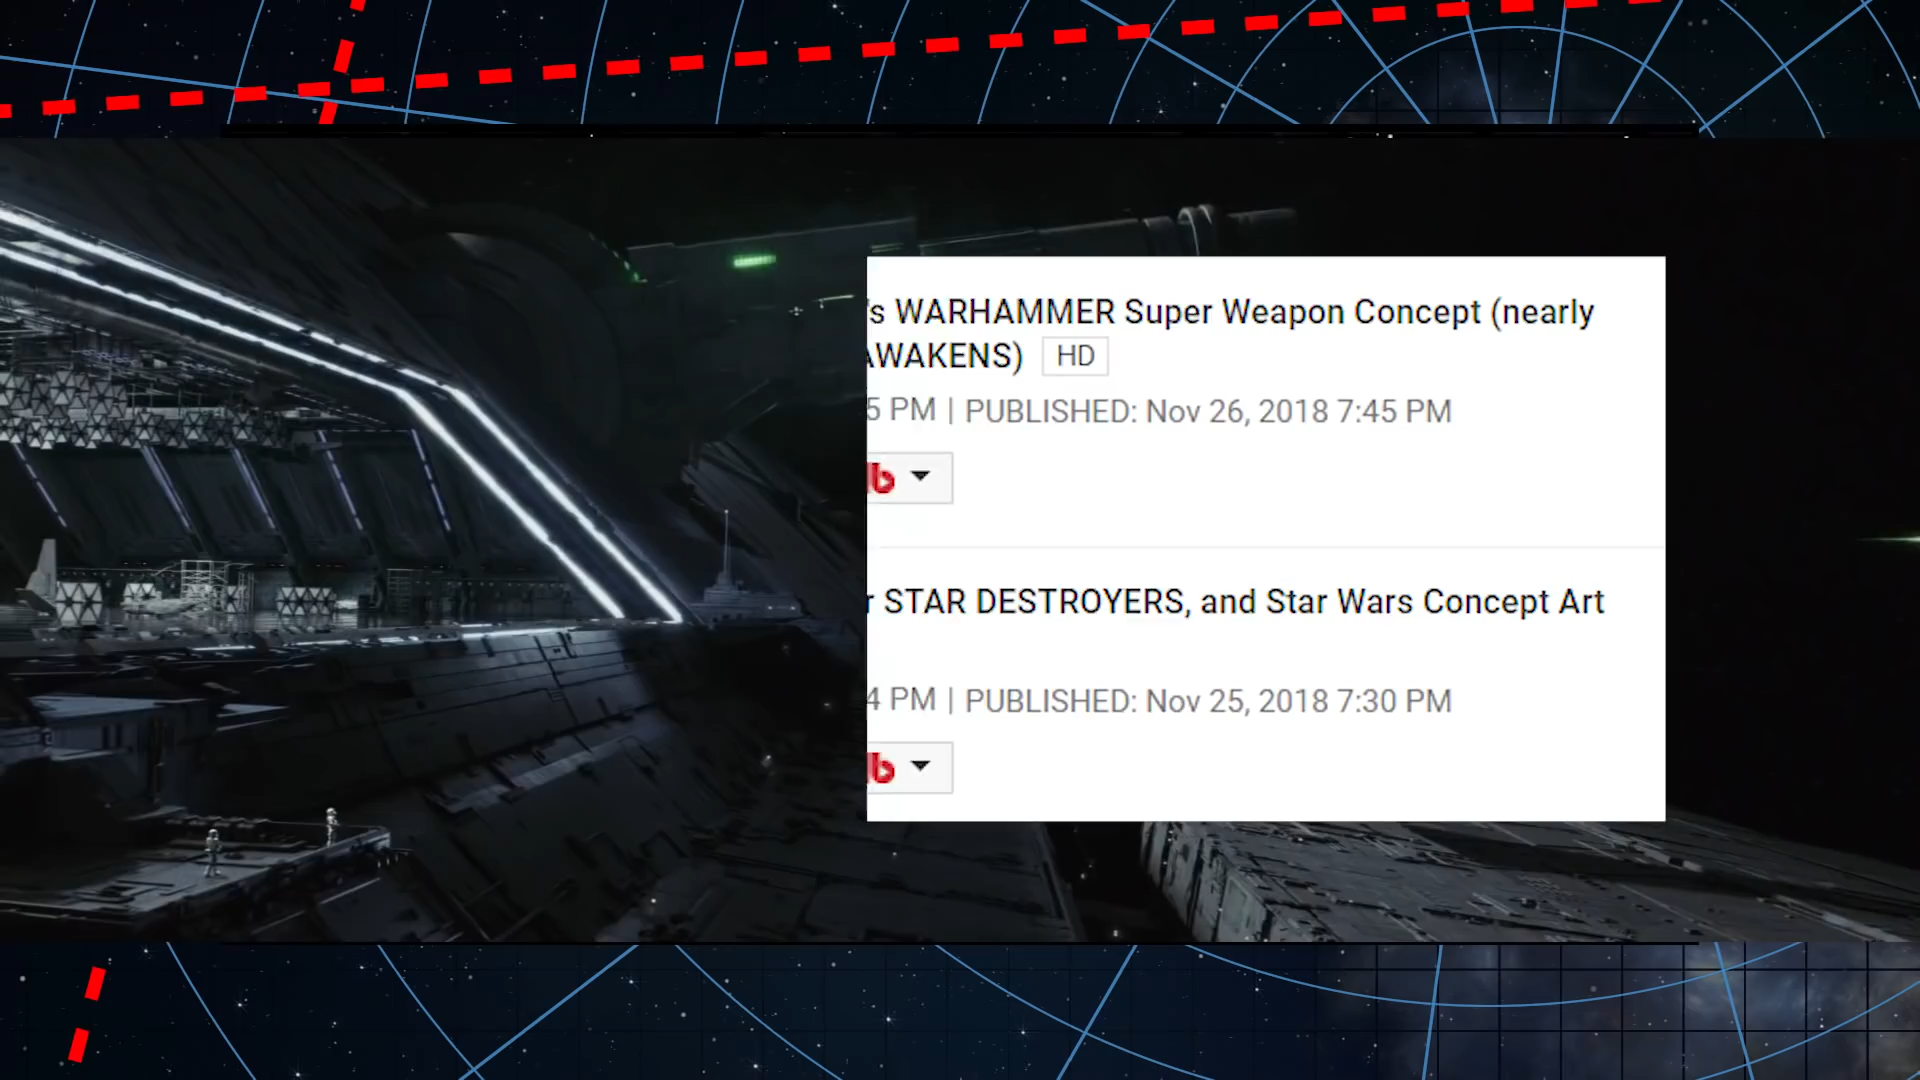 's WARHAMMER Super Weapon Concept (nearly
AWAKENS) HD
5 PM | PUBLISHED: Nov 26, 2018 7:45 PM
b
r STAR DESTROYERS, and Star Wars Concept Art
4 PM | PUBLISHED: Nov 25, 2018 7:30 PM
b